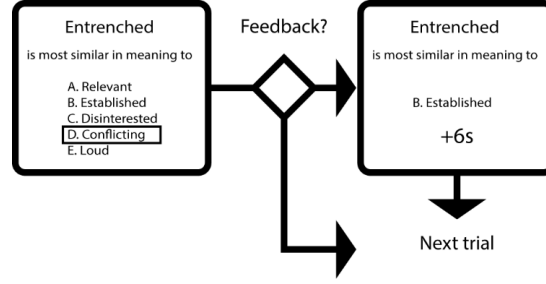 Entrenched
is most similar in meaning to
A. Relevant
B. Established
C. Disinterested
D. Conflicting
E. Loud
Feedback?
Entrenched
is most similar in meaning to
B. Established
+6s
Next trial